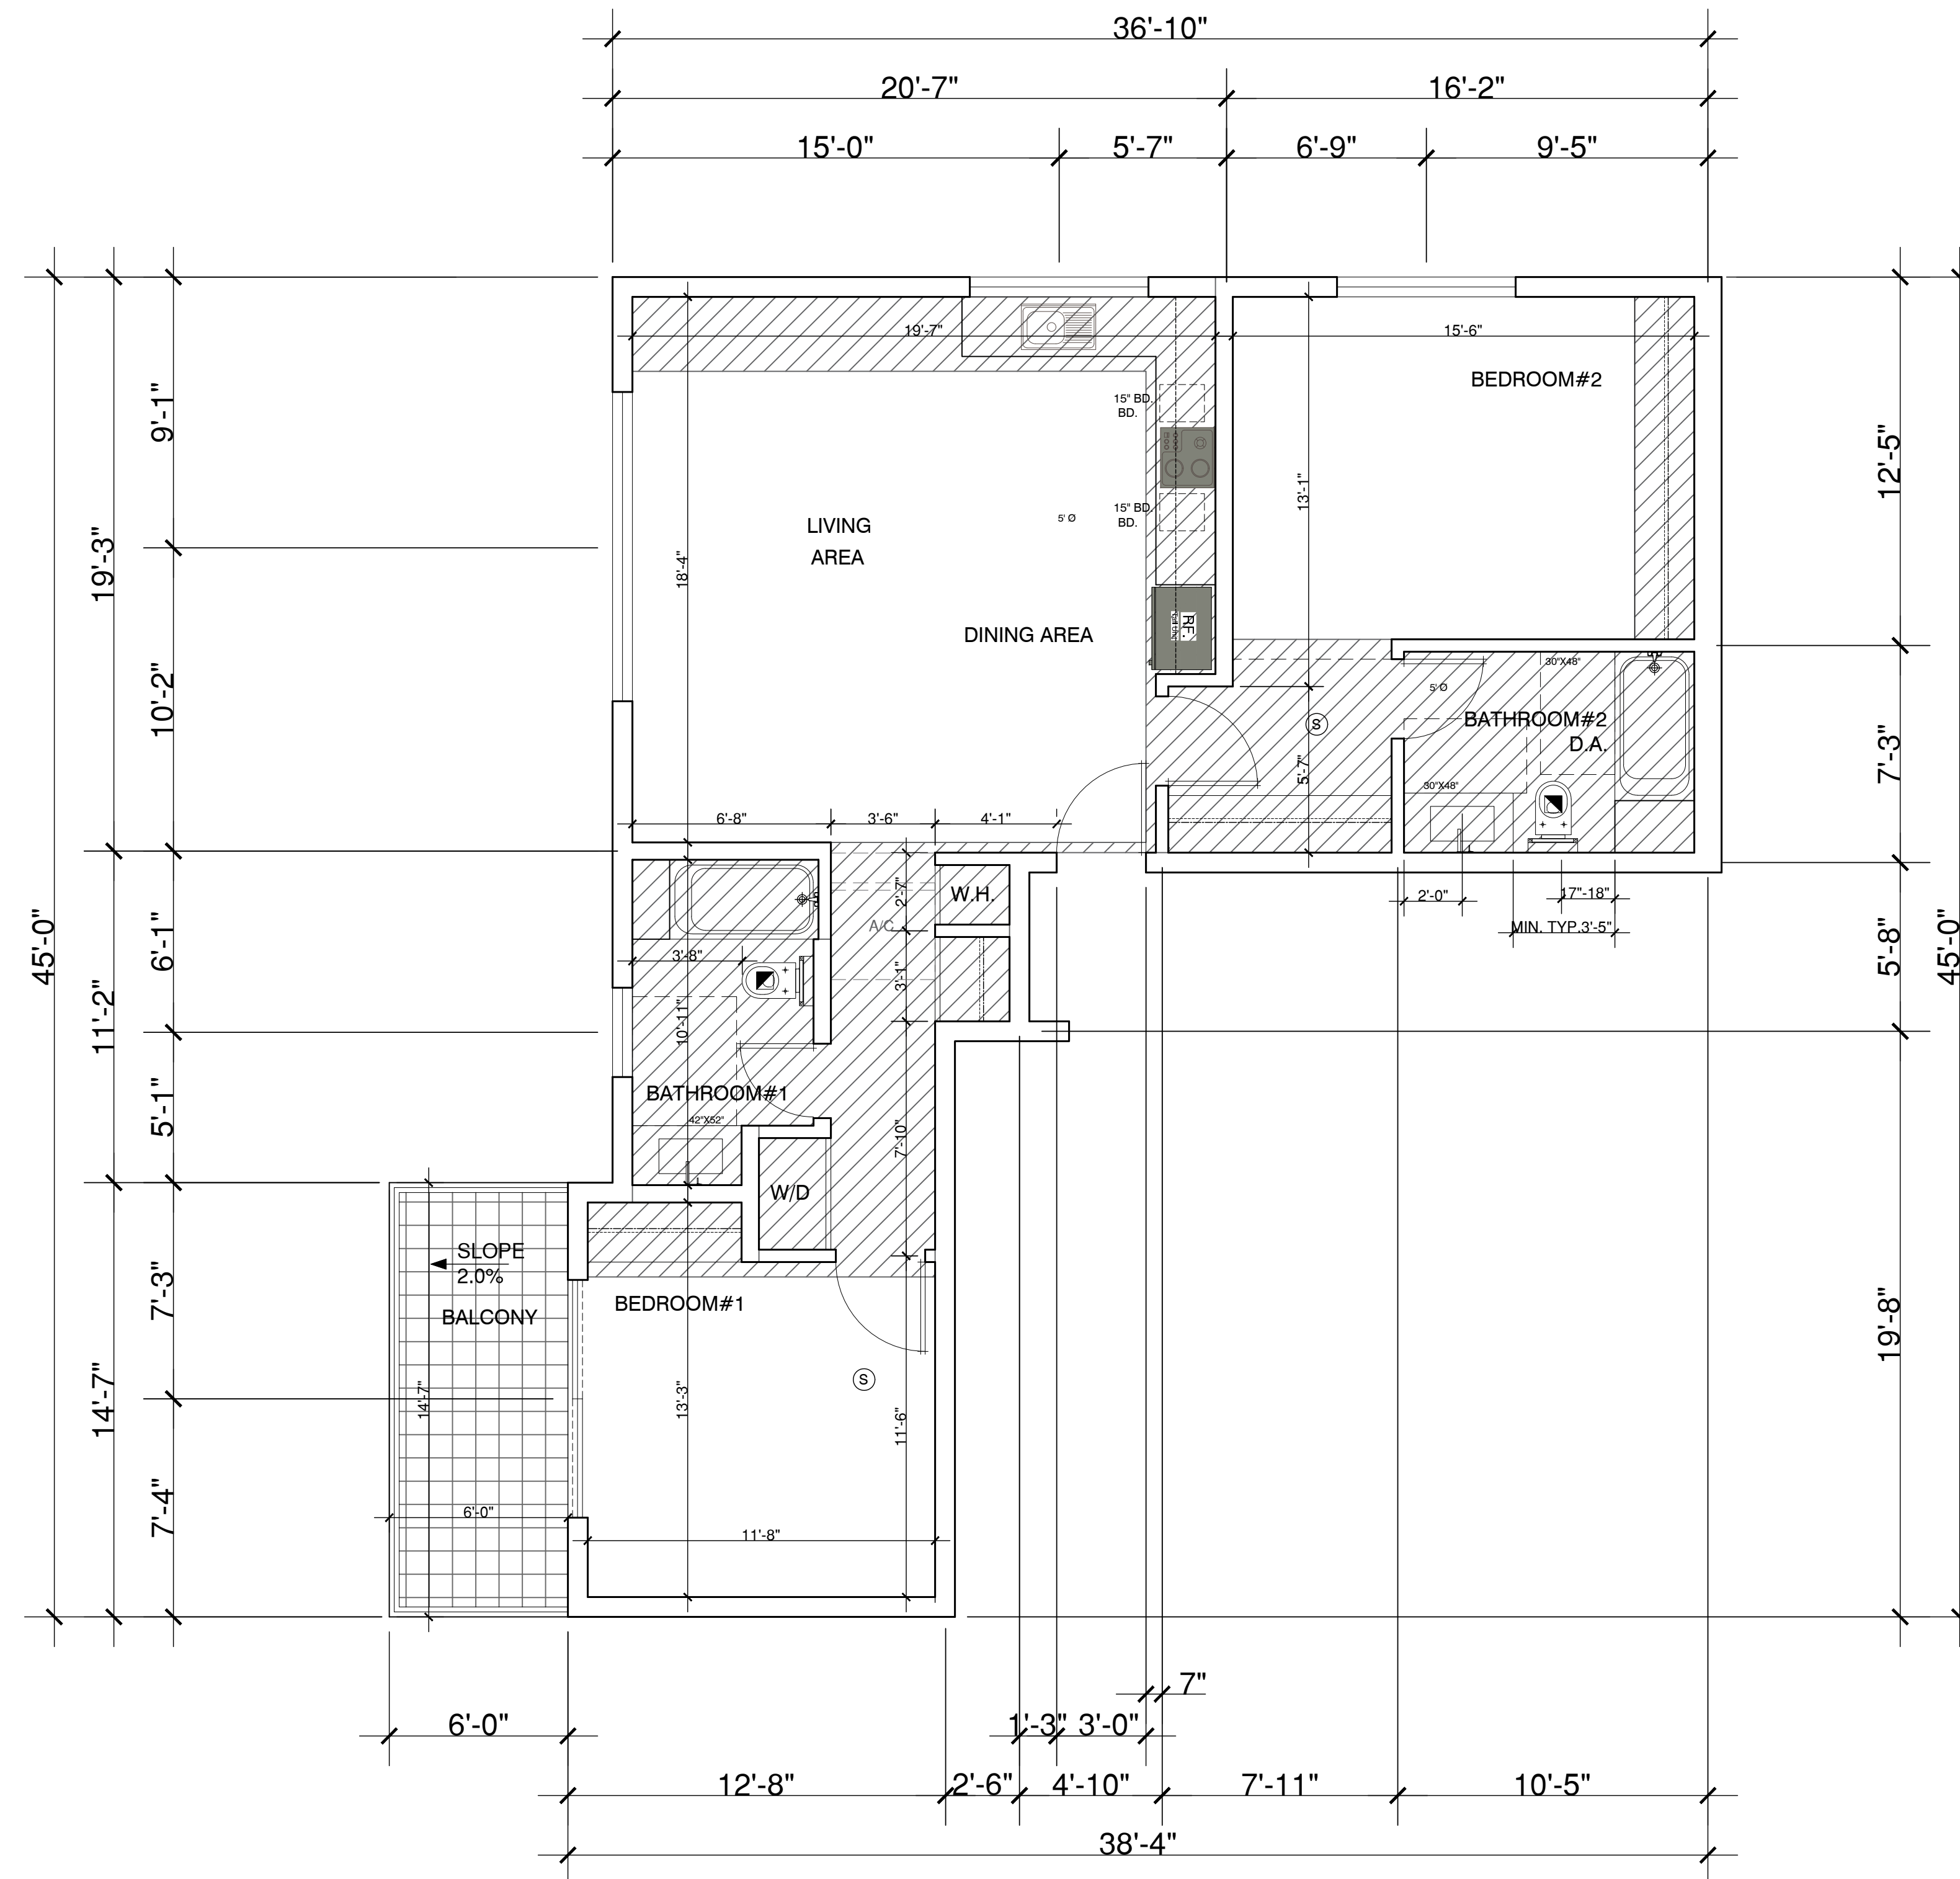 36'-10"
20'-7"
16'-2"
15'-0"
5'-7"
6'-9"
9'-5"
19'-7"
15'-6"
BEDROOM#2
15" BD.
BD.
9'-1"
12'-5"
13'-1"
5' Ø
15" BD.
BD.
LIVING
AREA
18'-4"
19'-3"
DINING AREA
RF.
30"X48"
5' Ø
10'-2"
BATHROOM#2
D.A.
S
7'-3"
5'-7"
30"X48"
6'-8"
3'-6"
4'-1"
L
2'-7"
W.H.
2'-0"
17"-18"
A/C
MIN. TYP.3'-5"
45'-0"
6'-1"
5'-8"
45'-0"
3'-8"
3'-1"
11'-2"
10'-11"
BATHROOM#1
5'-1"
42"X52"
7'-10"
L
W/D
SLOPE
2.0%
7'-3"
BEDROOM#1
BALCONY
19'-8"
S
14'-7"
14'-7"
13'-3"
11'-6"
7'-4"
6'-0"
11'-8"
7"
6'-0"
1'-3"
3'-0"
12'-8"
2'-6"
4'-10"
7'-11"
10'-5"
38'-4"